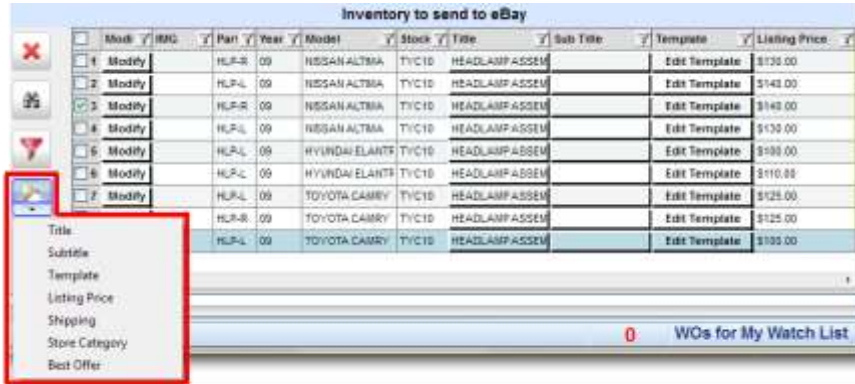 Inventory to send to eBay
Modi IMG Part Year Model Stock Title Sub Title Template Listing Price
1 Modify HLP-R 09 NISSAN ALTIMA TYC10 HEADLAMP ASSEM Edit Template $130.00
2 Modify HLP-L 09 NISSAN ALTIMA TYC10 HEADLAMP ASSEM Edit Template $140.00
3 Modify HLP-R 09 NISSAN ALTIMA TYC10 HEADLAMP ASSEM Edit Template $140.00
4 Modify HLP-L 09 NISSAN ALTIMA TYC10 HEADLAMP ASSEM Edit Template $130.00
5 Modify HLP-L 09 HYUNDAI ELANTR TYC10 HEADLAMP ASSEM Edit Template $100.00
6 Modify HLP-L 09 HYUNDAI ELANTR TYC10 HEADLAMP ASSEM Edit Template $110.00
7 Modify HLP-L 09 TOYOTA CAMRY TYC10 HEADLAMP ASSEM Edit Template $125.00
HLP-R 09 TOYOTA CAMRY TYC10 HEADLAMP ASSEM Edit Template $125.00
HLP-L 09 TOYOTA CAMRY TYC10 HEADLAMP ASSEM Edit Template $105.00
Title
Subtitle
Template
Listing Price
Shipping
Store Category
Best Offer
0 WOs for My Watch List